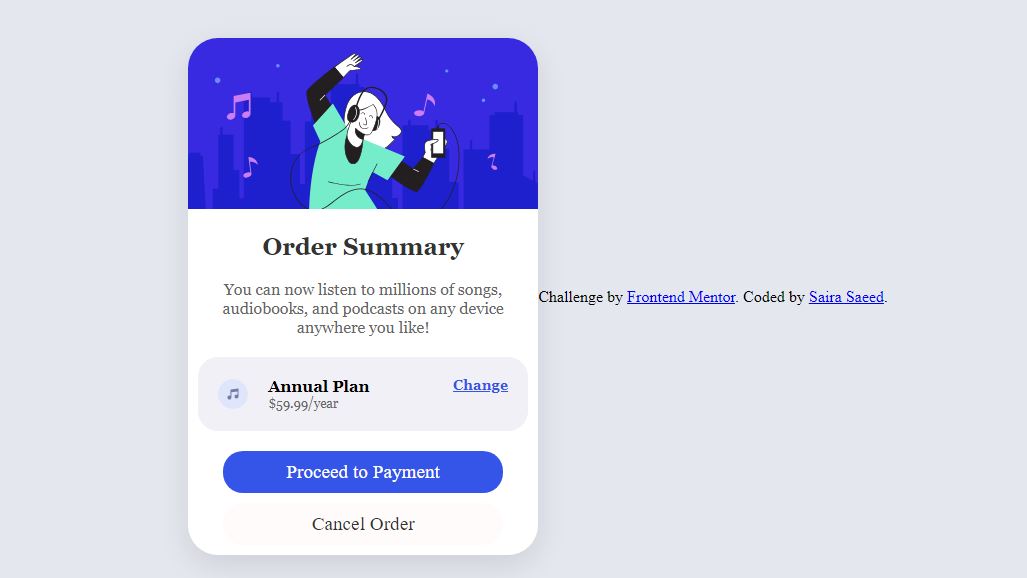 Order Summary
You can now listen to millions of songs,
audiobooks, and podcasts on any device
anywhere you like!
Annual Plan
Change
$59.99/year
Proceed to Payment
Cancel Order
Challenge by Frontend Mentor. Coded by Saira Saeed.